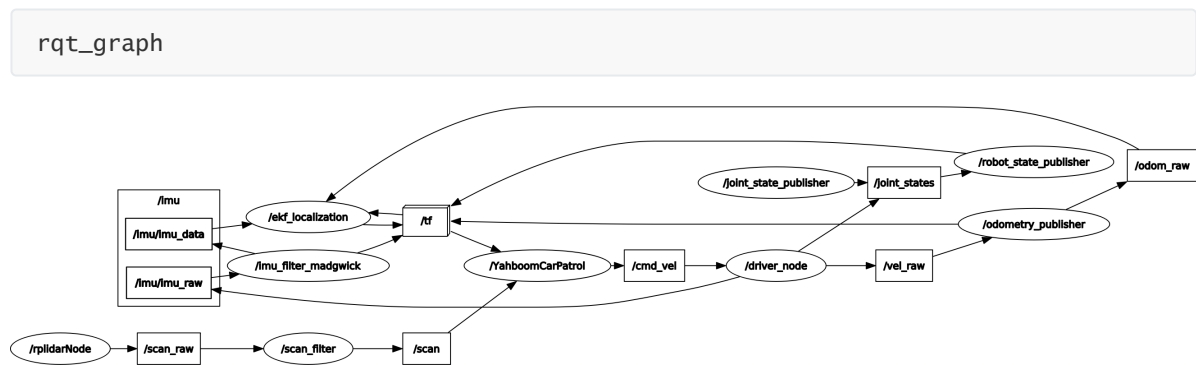 rqt_graph
/odom_raw
/robot_state_publisher
/joint_state_publisher
/joint_states
/imu
/ekf_localization
/tf
/odometry_publisher
/imu/imu_data
/imu_filter_madgwick
/YahboomCarPatrol
/cmd_vel
/driver_node
/vel_raw
/imu/imu_raw
/rplidarNode
/scan_raw
/scan_filter
/scan